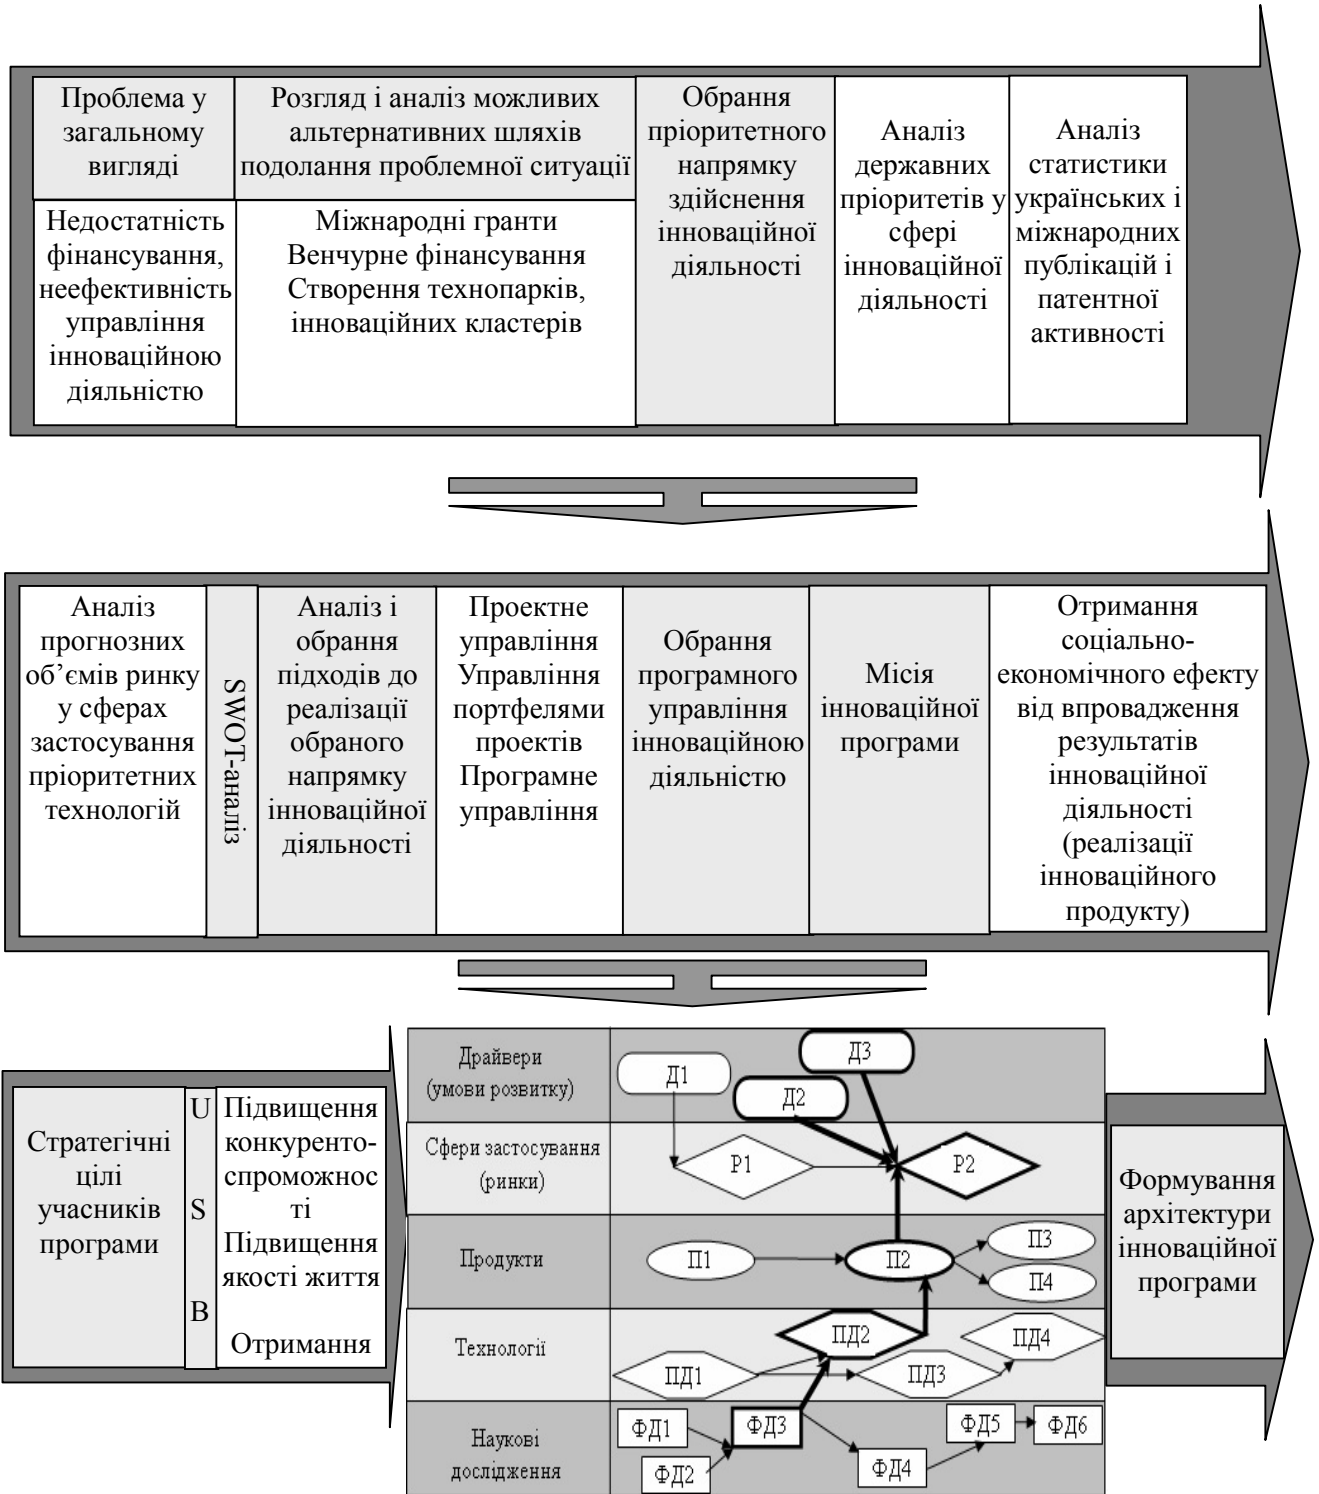 Проблема у
загальному
вигляді
Розгляд і аналіз можливих
альтернативних шляхів
подолання проблемної ситуації
Недостатність
фінансування,
неефективність
управління
інноваційною
діяльністю
Міжнародні гранти
Венчурне фінансування
Створення технопарків,
інноваційних кластерів
Обрання
пріоритетного
напрямку
здійснення
інноваційної
діяльності
Аналіз
державних
пріоритетів у
сфері
інноваційної
діяльності
Аналіз
статистики
українських і
міжнародних
публікацій і
патентної
активності
Аналіз
прогнозних
об’ємів ринку
у сферах
застосування
пріоритетних
технологій
SWOT-аналіз
Аналіз і
обрання
підходів до
реалізації
обраного
напрямку
інноваційної
діяльності
Проектне
управління
Управління
портфелями
проектів
Програмне
управління
Обрання
програмного
управління
інноваційною
діяльністю
Місія
інноваційної
програми
Отримання
соціально-
економічного ефекту
від впровадження
результатів
інноваційної
діяльності
(реалізації
інноваційного
продукту)
Стратегічні
цілі
учасників
програми
U
S
B
Підвищення
конкуренто-
спроможнос
ті
Підвищення
якості життя
Отримання
Драйвери
(умови розвитку)
Д1
Д2
Д3
Сфери застосування
(ринки)
Р1
Р2
Продукти
П1
П2
П3
П4
Технології
ПД1
ПД2
ПД3
ПД4
Наукові
дослідження
ФД1
ФД2
ФД3
ФД4
ФД5
ФД6
Формування
архітектури
інноваційної
програми